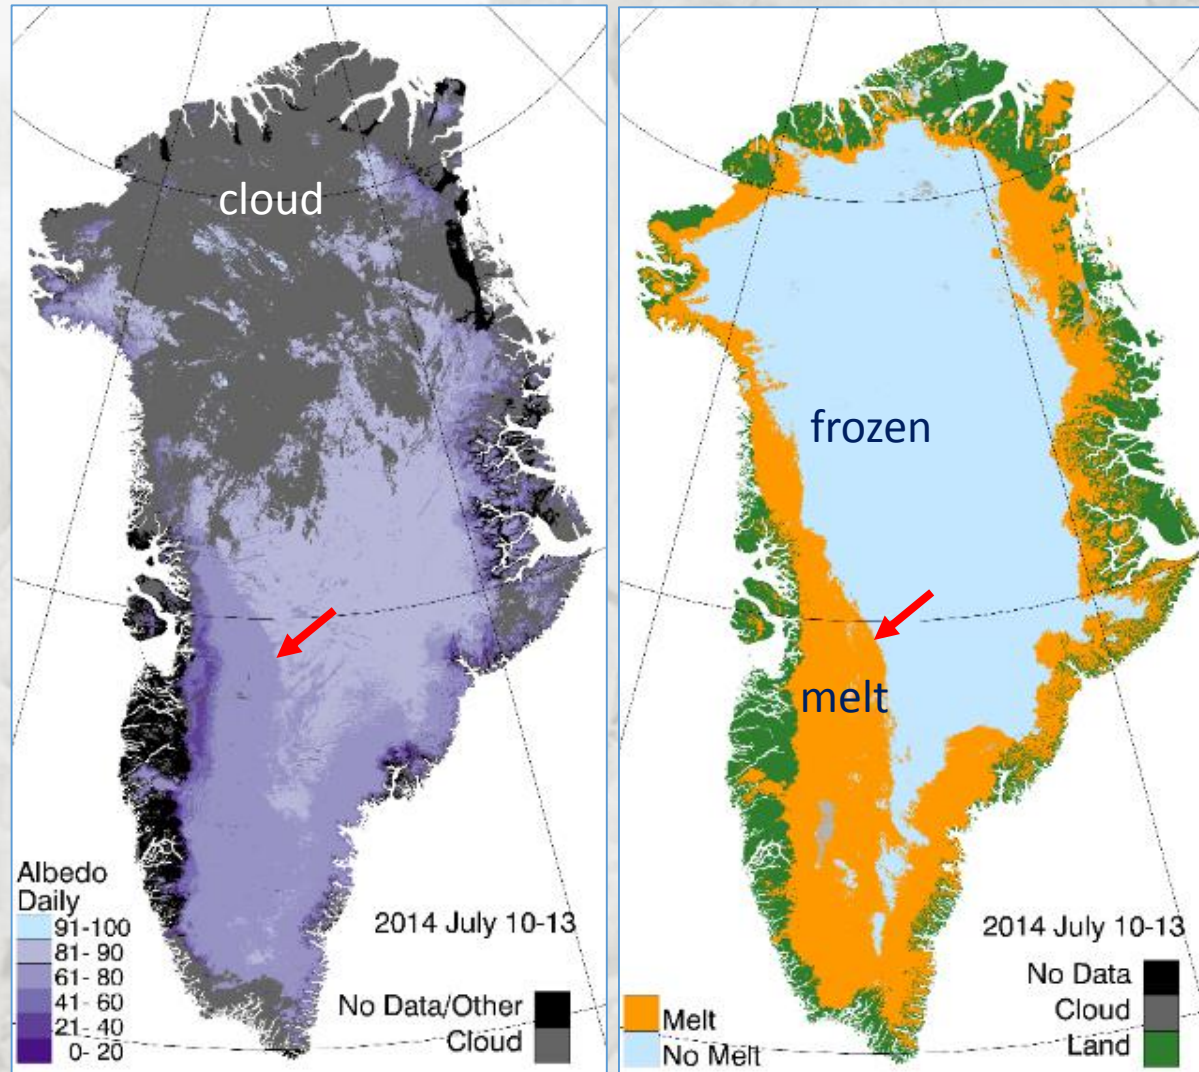 cloud
Albedo
Daily
91-100
81- 90
61- 80
41- 60
21- 40
0- 20
2014 July 10-13
No Data/Other
Cloud
frozen
melt
2014 July 10-13
Melt
No Melt
No Data
Cloud
Land